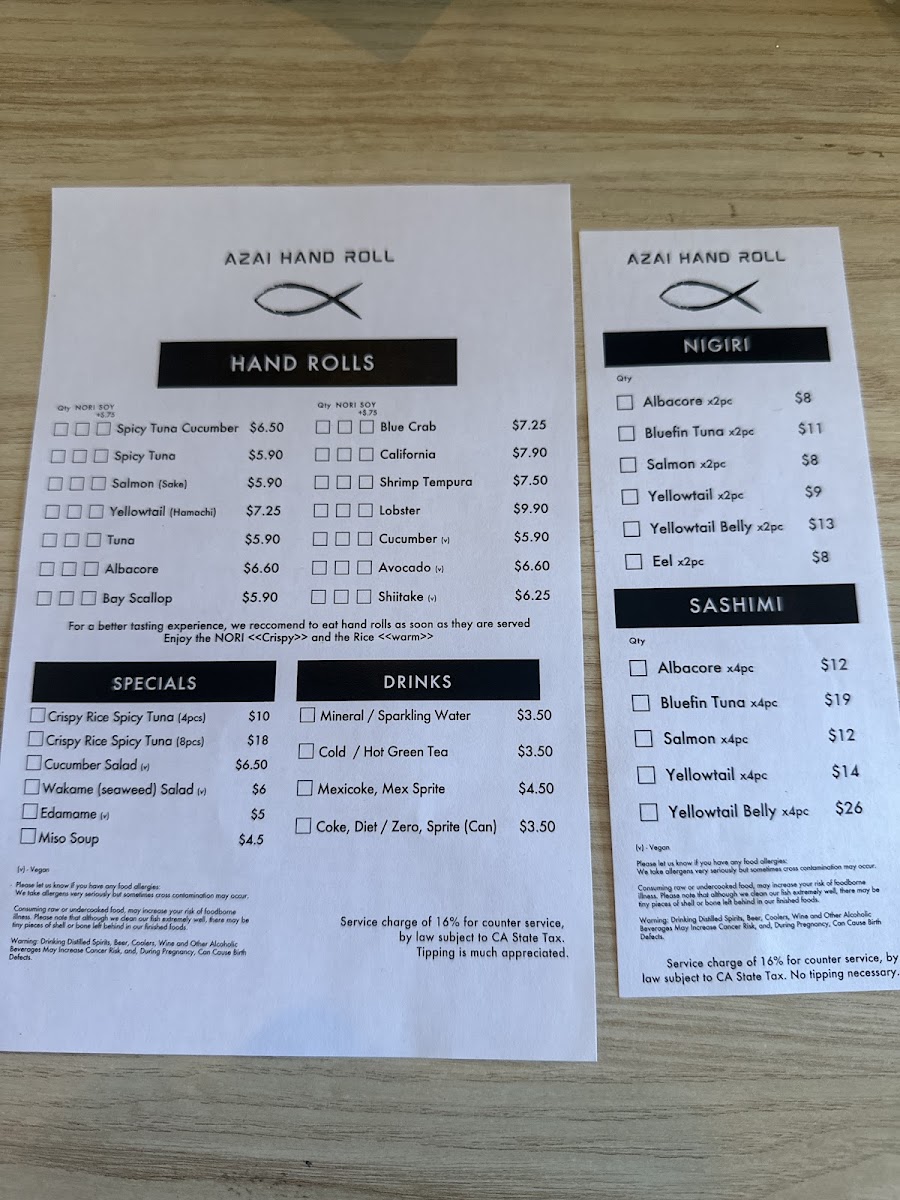 AZAI HAND ROLL
HAND ROLLS
Qty NORI SOY
+$.75
Spicy Tuna Cucumber $6.50
Spicy Tuna $5.90
Salmon (Sake) $5.90
Yellowtail (Hamachi) $7.25
Tuna $5.90
Albacore $6.60
Bay Scallop $5.90
Qty NORI SOY
+$.75
Blue Crab $7.25
California $7.90
Shrimp Tempura $7.50
Lobster $9.90
Cucumber (v) $5.90
Avocado (v) $6.60
Shiitake (v) $6.25
For a better tasting experience, we reccomend to eat hand rolls as soon as they are served
Enjoy the NORI <<Crispy>> and the Rice <<warm>>
SPECIALS
Crispy Rice Spicy Tuna (4pcs) $10
Crispy Rice Spicy Tuna (8pcs) $18
Cucumber Salad (v) $6.50
Wakame (seaweed) Salad (v) $6
Edamame (v) $5
Miso Soup $4.5
(v) - Vegan
Please let us know if you have any food allergies:
We take allergens very seriously but sometimes cross contamination may occur.
Consuming raw or undercooked food, may increase your risk of foodborne
illness. Please note that although we clean our fish extremely well, there may be
tiny pieces of shell or bone left behind in our finished foods.
Warning: Drinking Distilled Spirits, Beer, Coolers, Wine and Other Alcoholic
Beverages May Increase Cancer Risk, and, During Pregnancy, Can Cause Birth
Defects.
DRINKS
Mineral / Sparkling Water $3.50
Cold / Hot Green Tea $3.50
Mexicoke, Mex Sprite $4.50
Coke, Diet / Zero, Sprite (Can) $3.50
Service charge of 16% for counter service,
by law subject to CA State Tax.
Tipping is much appreciated.
AZAI HAND ROLL
NIGIRI
Qty
Albacore x2pc $8
Bluefin Tuna x2pc $11
Salmon x2pc $8
Yellowtail x2pc $9
Yellowtail Belly x2pc $13
Eel x2pc $8
SASHIMI
Qty
Albacore x4pc $12
Bluefin Tuna x4pc $19
Salmon x4pc $12
Yellowtail x4pc $14
Yellowtail Belly x4pc $26
(v) - Vegan
Please let us know if you have any food allergies:
We take allergens very seriously but sometimes cross contamination may occur.
Consuming raw or undercooked food, may increase your risk of foodborne
illness. Please note that although we clean our fish extremely well, there may be
tiny pieces of shell or bone left behind in our finished foods.
Warning: Drinking Distilled Spirits, Beer, Coolers, Wine and Other Alcoholic
Beverages May Increase Cancer Risk, and, During Pregnancy, Can Cause Birth
Defects.
Service charge of 16% for counter service, by
law subject to CA State Tax. No tipping necessary.